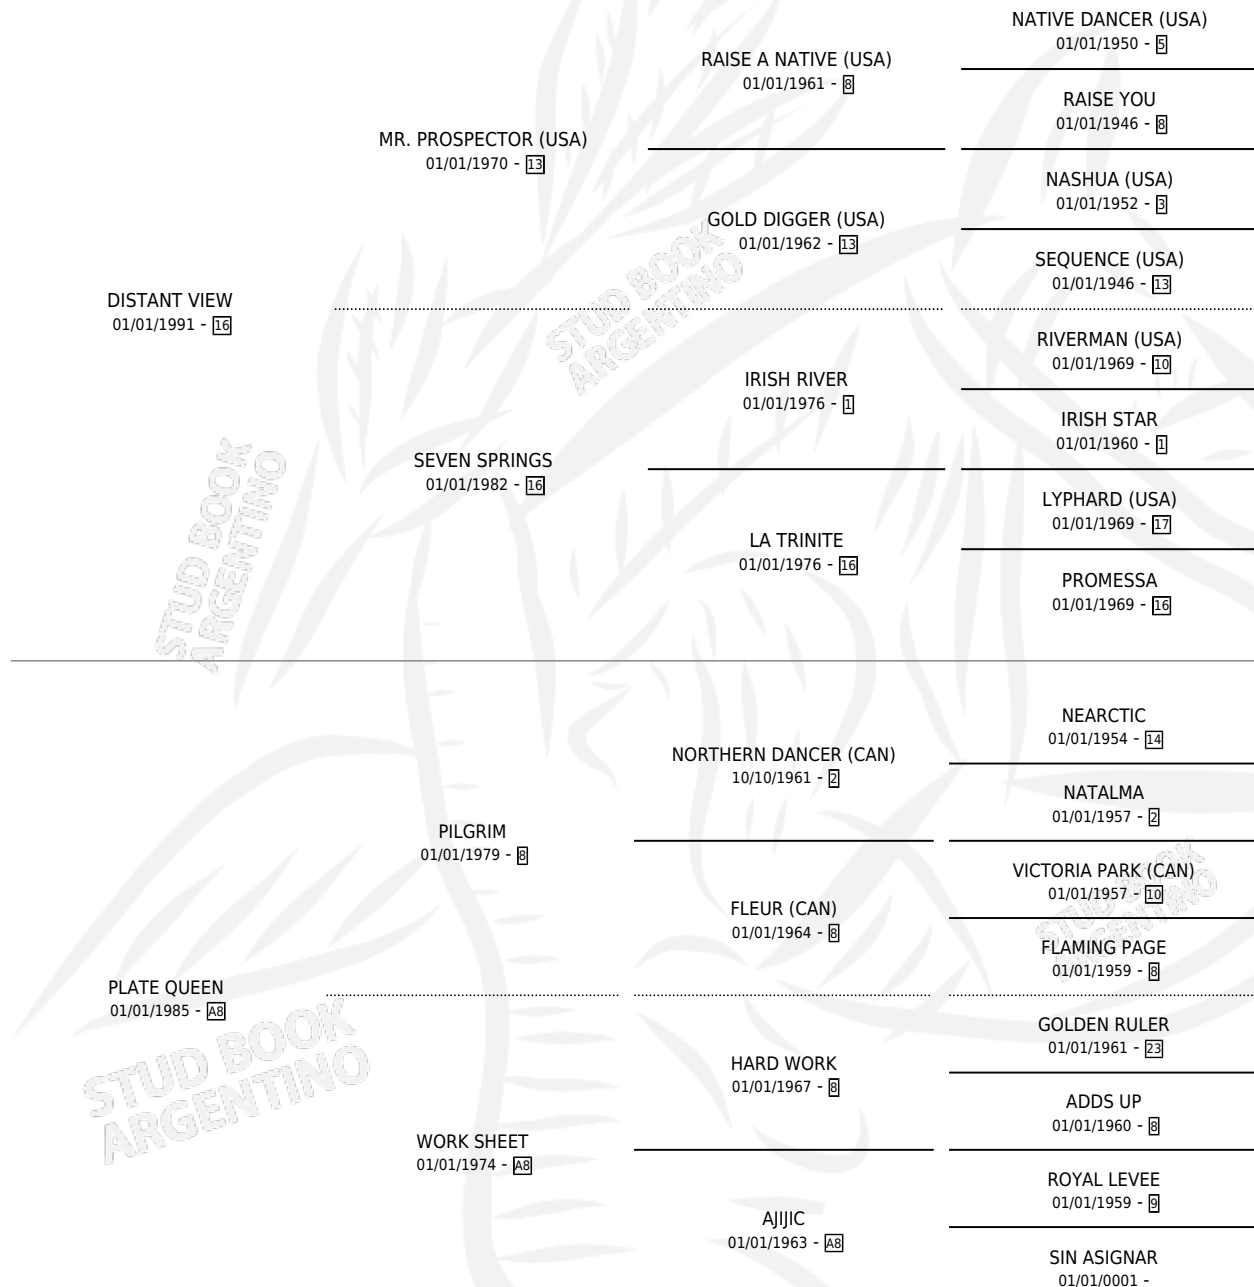 NATIVE DANCER (USA)
01/01/1950 - 5
RAISE A NATIVE (USA)
01/01/1961 - 8
RAISE YOU
01/01/1946 - 8
MR. PROSPECTOR (USA)
01/01/1970 - 13
NASHUA (USA)
01/01/1952 - 3
GOLD DIGGER (USA)
01/01/1962 - 13
SEQUENCE (USA)
01/01/1946 - 13
DISTANT VIEW
01/01/1991 - 16
RIVERMAN (USA)
01/01/1969 - 10
IRISH RIVER
01/01/1976 - 1
IRISH STAR
01/01/1960 - 1
SEVEN SPRINGS
01/01/1982 - 16
LYPHARD (USA)
01/01/1969 - 17
LA TRINITE
01/01/1976 - 16
PROMESSA
01/01/1969 - 16
NEARCTIC
01/01/1954 - 14
NORTHERN DANCER (CAN)
10/10/1961 - 2
NATALMA
01/01/1957 - 2
PILGRIM
01/01/1979 - 8
VICTORIA PARK (CAN)
01/01/1957 - 10
FLEUR (CAN)
01/01/1964 - 8
FLAMING PAGE
01/01/1959 - 8
PLATE QUEEN
01/01/1985 - A8
GOLDEN RULER
01/01/1961 - 23
HARD WORK
01/01/1967 - 8
ADDS UP
01/01/1960 - 8
WORK SHEET
01/01/1974 - A8
ROYAL LEVEE
01/01/1959 - 9
AJIJIC
01/01/1963 - A8
SIN ASIGNAR
01/01/0001 -
STUD BOOK
ARGENTINO
STUD BOOK
ARGENTINO
STUD BOOK
ARGENTINO
STUD BOOK
ARGENTINO